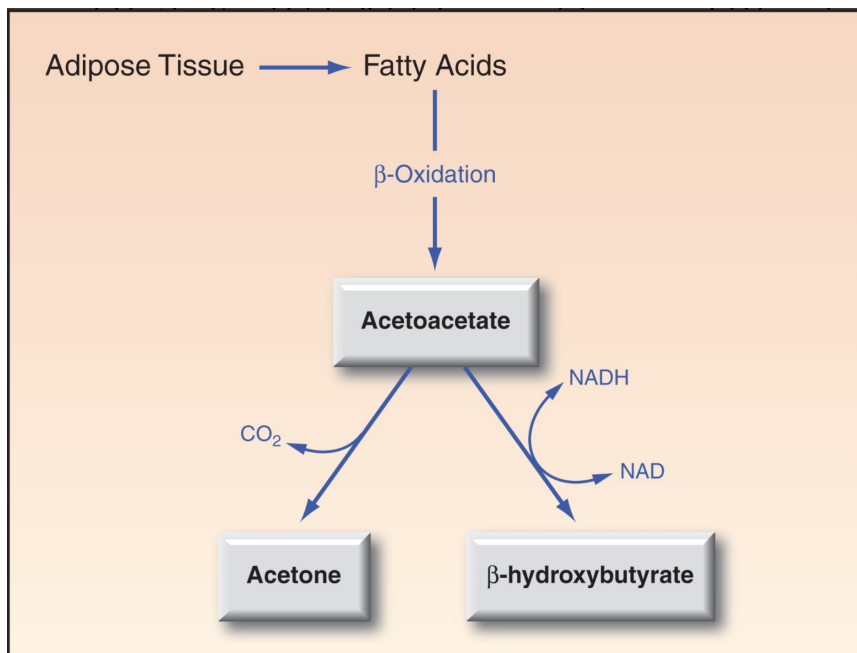 Adipose Tissue
Fatty Acids
β-Oxidation
Acetoacetate
NADH
CO₂
NAD
Acetone
β-hydroxybutyrate